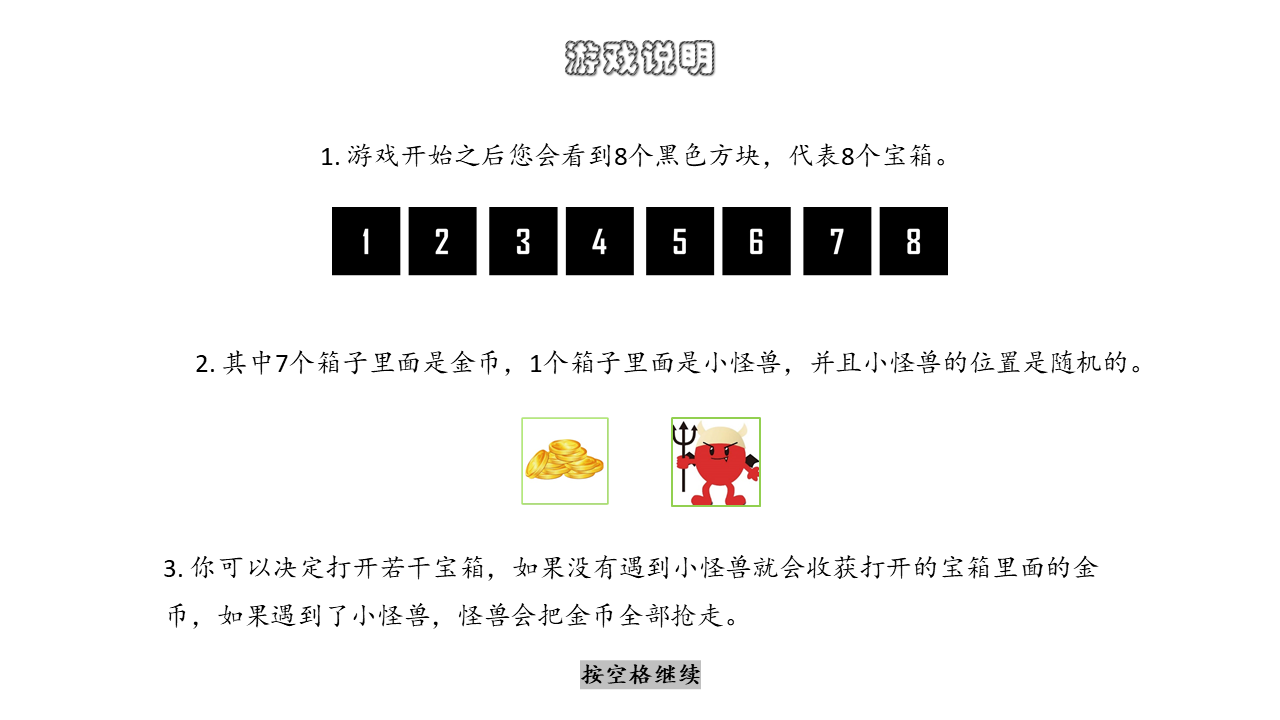 游戏说明
1. 游戏开始之后您会看到8个黑色方块，代表8个宝箱。
1 2 3 4 5 6 7 8
2. 其中7个箱子里面是金币，1个箱子里面是小怪兽，并且小怪兽的位置是随机的。
3. 你可以决定打开若干宝箱，如果没有遇到小怪兽就会收获打开的宝箱里面的金
币，如果遇到了小怪兽，怪兽会把金币全部抢走。
按空格继续